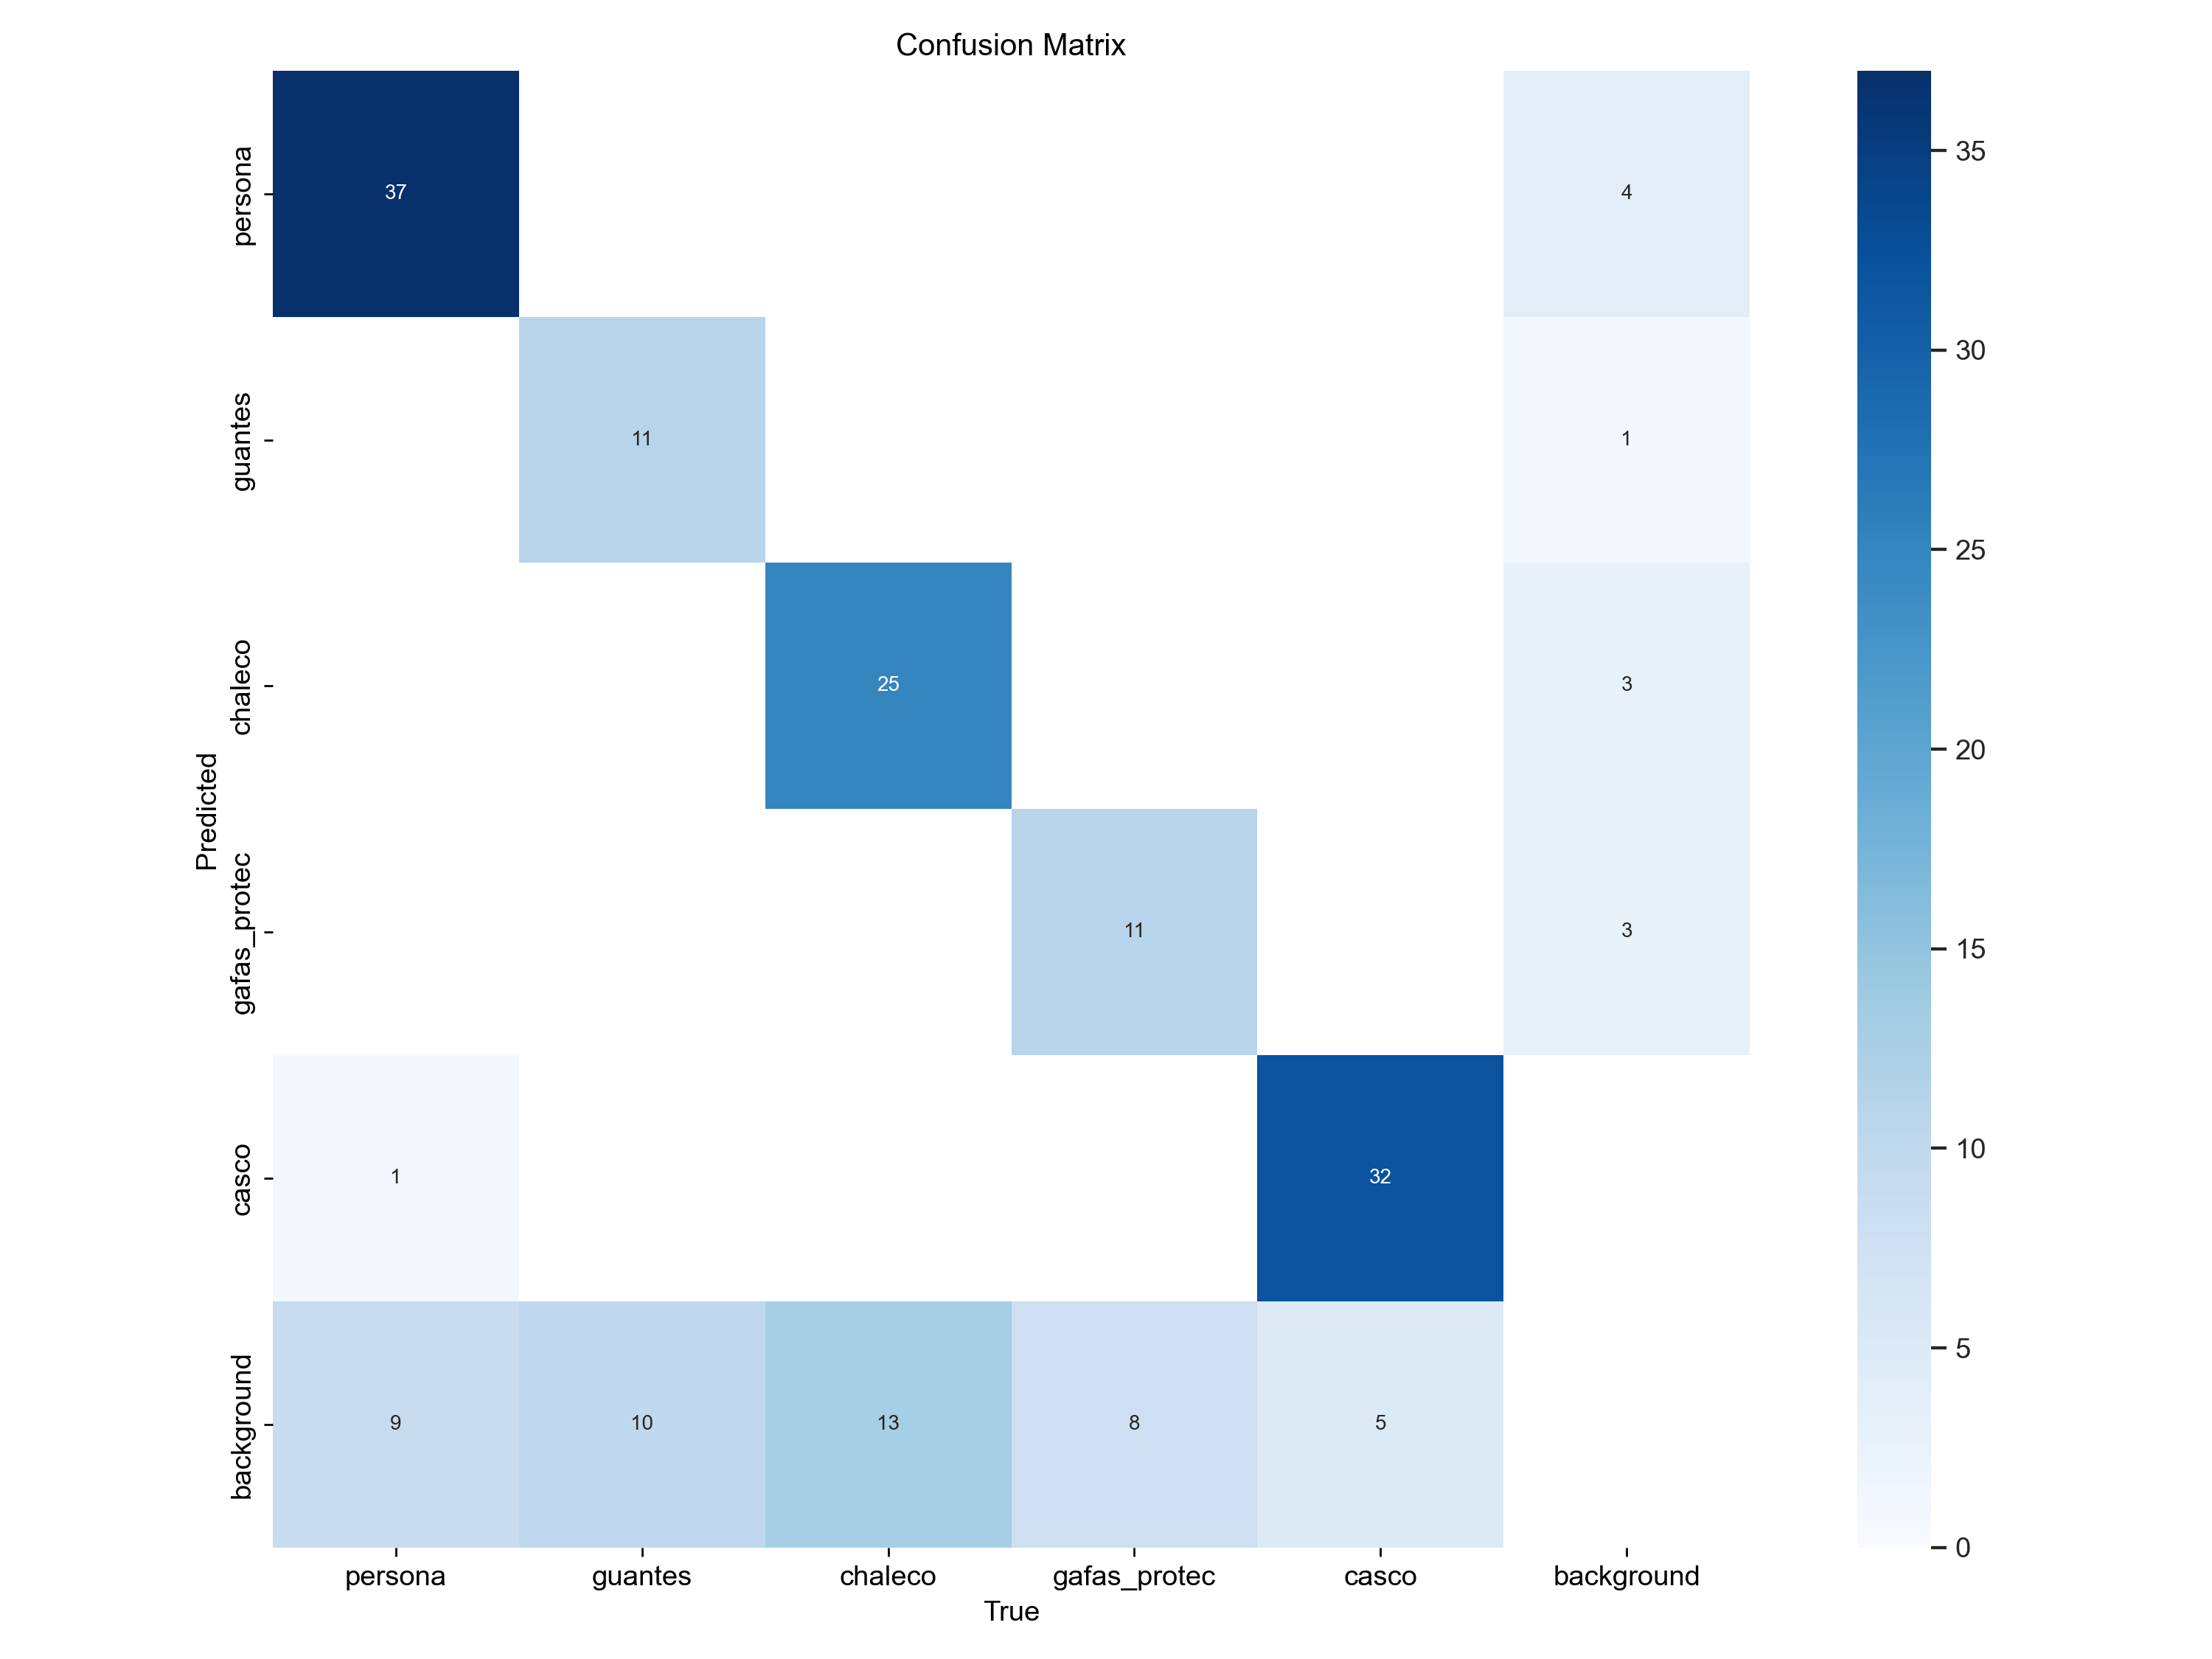 Confusion Matrix
Predicted
persona
37
4
guantes
11
1
chaleco
25
3
gafas_protec
11
3
casco
1
32
background
9
10
13
8
5
persona
guantes
chaleco
gafas_protec
casco
background
True
35
30
25
20
15
10
5
0